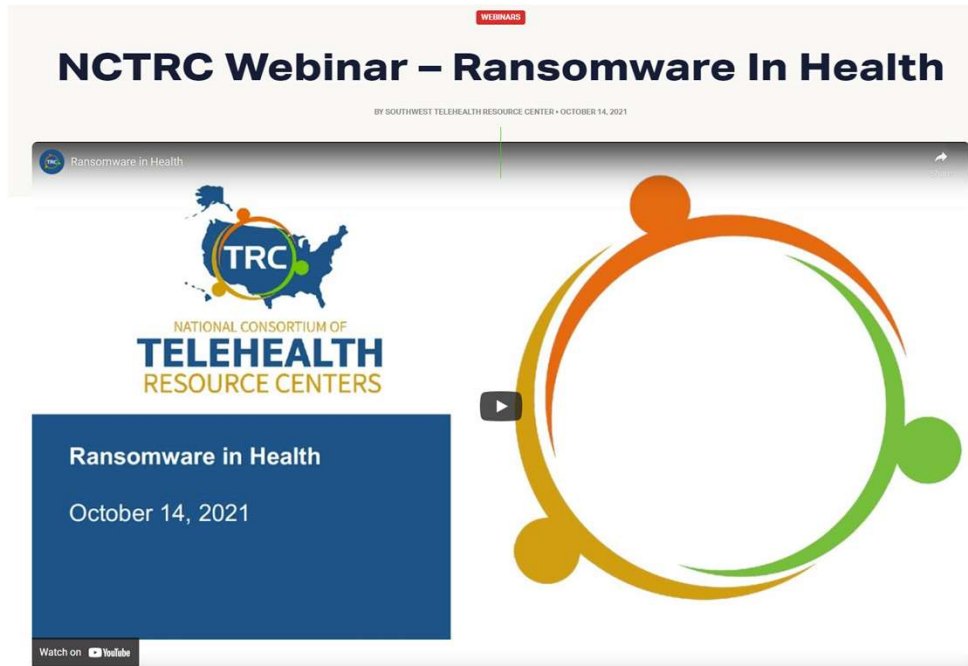 WEBINARS
NCTRC Webinar – Ransomware In Health
BY SOUTHWEST TELEHEALTH RESOURCE CENTER • OCTOBER 14, 2021
TRC
Ransomware in Health
TRC
NATIONAL CONSORTIUM OF
TELEHEALTH
RESOURCE CENTERS
Ransomware in Health
October 14, 2021
Watch on YouTube